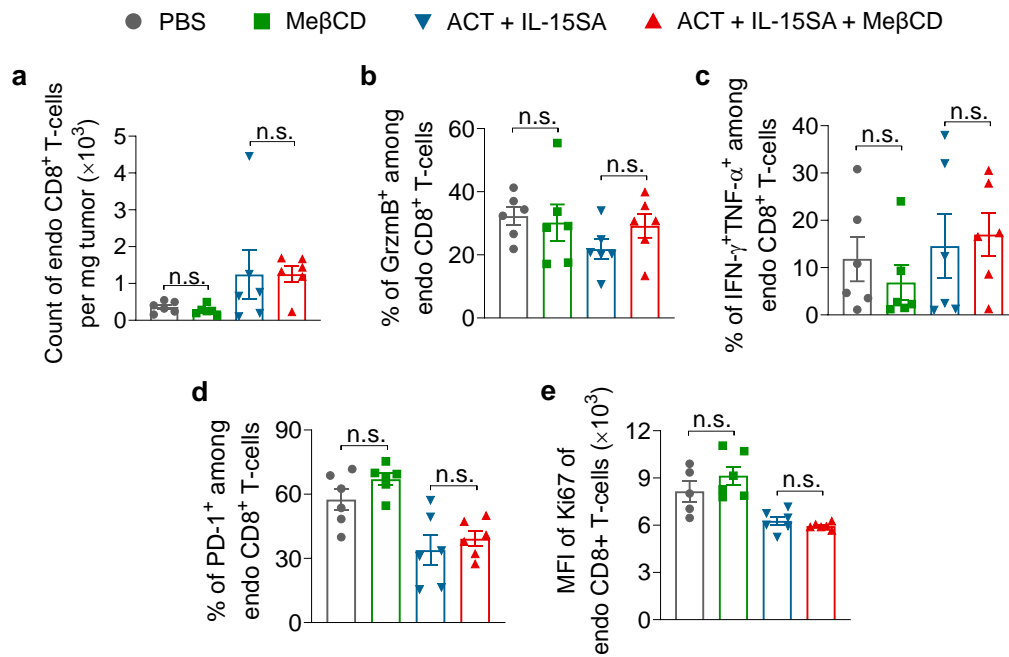 PBS MeβCD ACT + IL-15SA ACT + IL-15SA + MeβCD
a
Count of endo CD8⁺ T-cells
per mg tumor (×10³)
5
4
3
2
1
0
n.s.
n.s.
b
% of GrzmB⁺ among
endo CD8⁺ T-cells
60
40
20
0
n.s.
n.s.
c
% of IFN-γ⁺TNF-α⁺ among
endo CD8⁺ T-cells
40
30
20
10
0
n.s.
n.s.
d
% of PD-1⁺ among
endo CD8⁺ T-cells
90
60
30
0
n.s.
n.s.
e
MFI of Ki67 of
endo CD8+ T-cells (×10³)
12
9
6
3
0
n.s.
n.s.